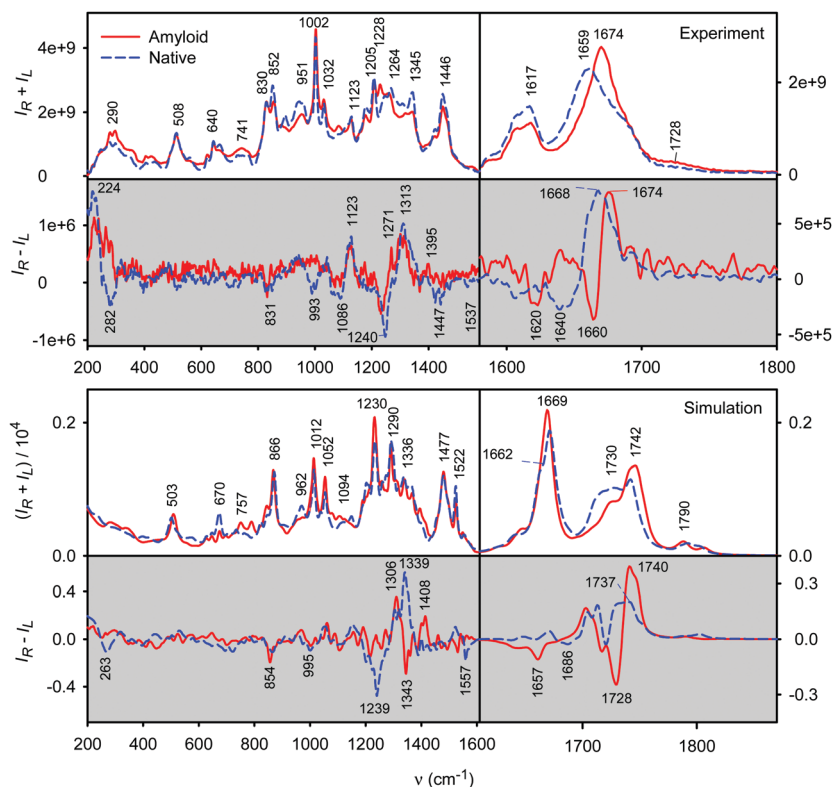 Amyloid
Native
Experiment
I_R + I_L
4e+9
2e+9
0
2e+9
0
290 508 640 741 830 852 951 1002 1032 1123 1205 1228 1264 1345 1446
1617 1659 1674 1728
I_R - I_L
1e+6
0
-1e+6
5e+5
0
-5e+5
224 282 831 993 1086 1123 1240 1271 1313 1395 1447 1537
1620 1640 1660 1668 1674
200 400 600 800 1000 1200 1400 1600 1700 1800
Simulation
(I_R + I_L) / 10⁴
0.2
0.0
0.2
0.0
503 670 757 866 962 1012 1052 1094 1230 1290 1336 1477 1522
1662 1669 1730 1742 1790
I_R - I_L
0.4
0.0
-0.4
0.3
0.0
-0.3
263 854 995 1239 1306 1339 1343 1408 1557
1657 1686 1728 1737 1740
200 400 600 800 1000 1200 1400 1600 1700 1800
ν (cm⁻¹)